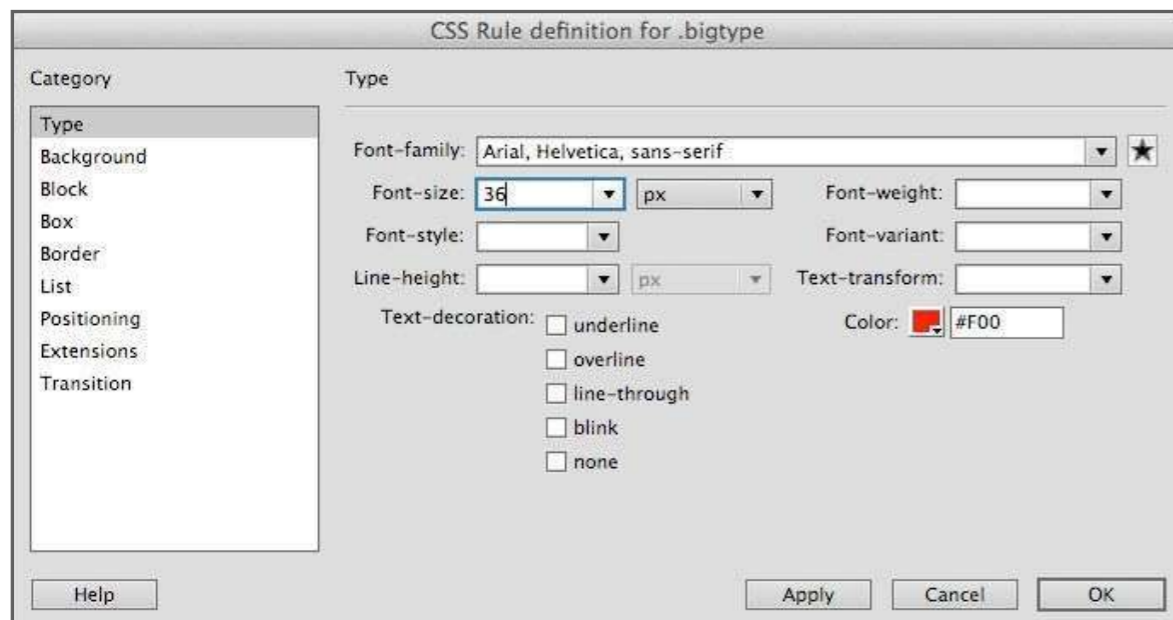 CSS Rule definition for .bigtype
Category
Type
Background
Block
Box
Border
List
Positioning
Extensions
Transition
Type
Font-family: Arial, Helvetica, sans-serif
Font-size: 36 px Font-weight:
Font-style: Font-variant:
Line-height: px Text-transform:
Text-decoration: underline Color: #F00
overline
line-through
blink
none
Help Apply Cancel OK